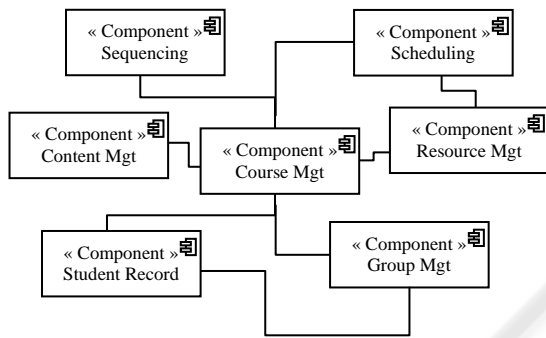 « Component »
Sequencing
« Component »
Scheduling
« Component »
Content Mgt
« Component »
Course Mgt
« Component »
Resource Mgt
« Component »
Student Record
« Component »
Group Mgt